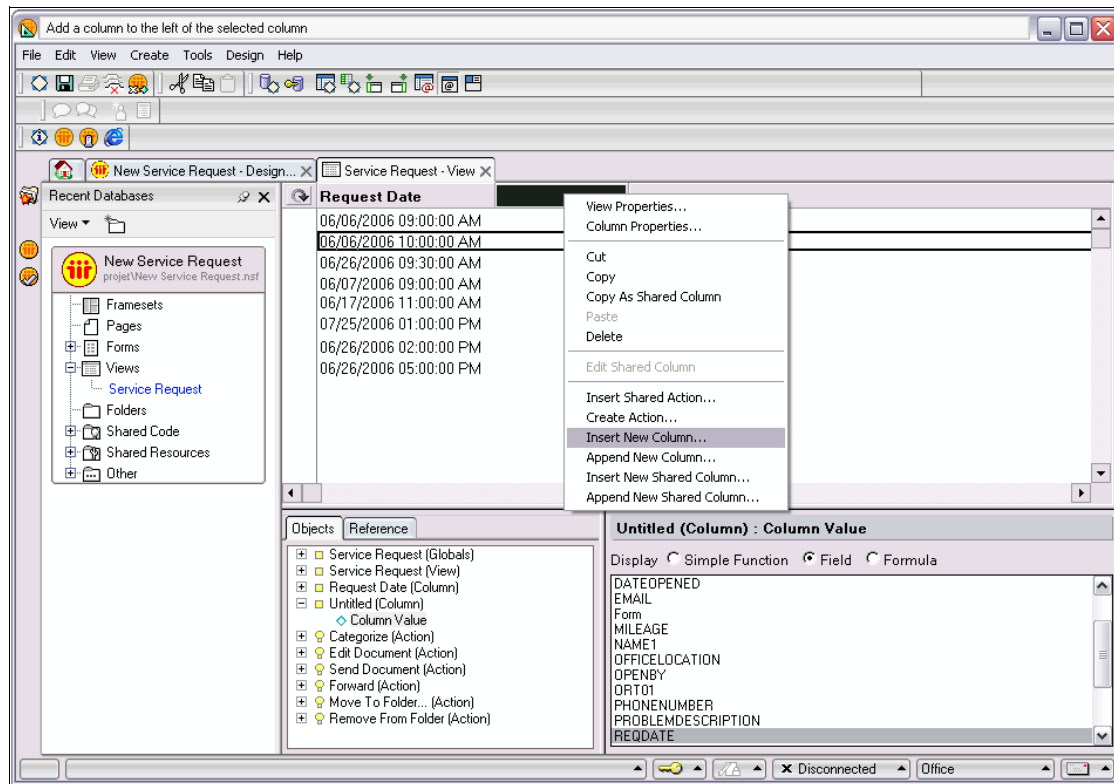 Add a column to the left of the selected column
File Edit View Create Tools Design Help
New Service Request - Design...
Service Request - View
Recent Databases
View
New Service Request
projet\New Service Request.nsf
Framesets
Pages
Forms
Views
Service Request
Folders
Shared Code
Shared Resources
Other
Request Date
06/06/2006 09:00:00 AM
06/06/2006 10:00:00 AM
06/26/2006 09:30:00 AM
06/07/2006 09:00:00 AM
06/17/2006 11:00:00 AM
07/25/2006 01:00:00 PM
06/26/2006 02:00:00 PM
06/26/2006 05:00:00 PM
View Properties...
Column Properties...
Cut
Copy
Copy As Shared Column
Paste
Delete
Edit Shared Column
Insert Shared Action...
Create Action...
Insert New Column...
Append New Column...
Insert New Shared Column...
Append New Shared Column...
Objects Reference
Service Request (Globals)
Service Request (View)
Request Date (Column)
Untitled (Column)
Column Value
Categorize (Action)
Edit Document (Action)
Send Document (Action)
Forward (Action)
Move To Folder... (Action)
Remove From Folder (Action)
Untitled (Column) : Column Value
Display Simple Function Field Formula
DATEOPENED
EMAIL
Form
MILEAGE
NAME1
OFFICELOCATION
OPENBY
ORT01
PHONENUMBER
PROBLEMDESCRIPTION
REQDATE
Disconnected
Office